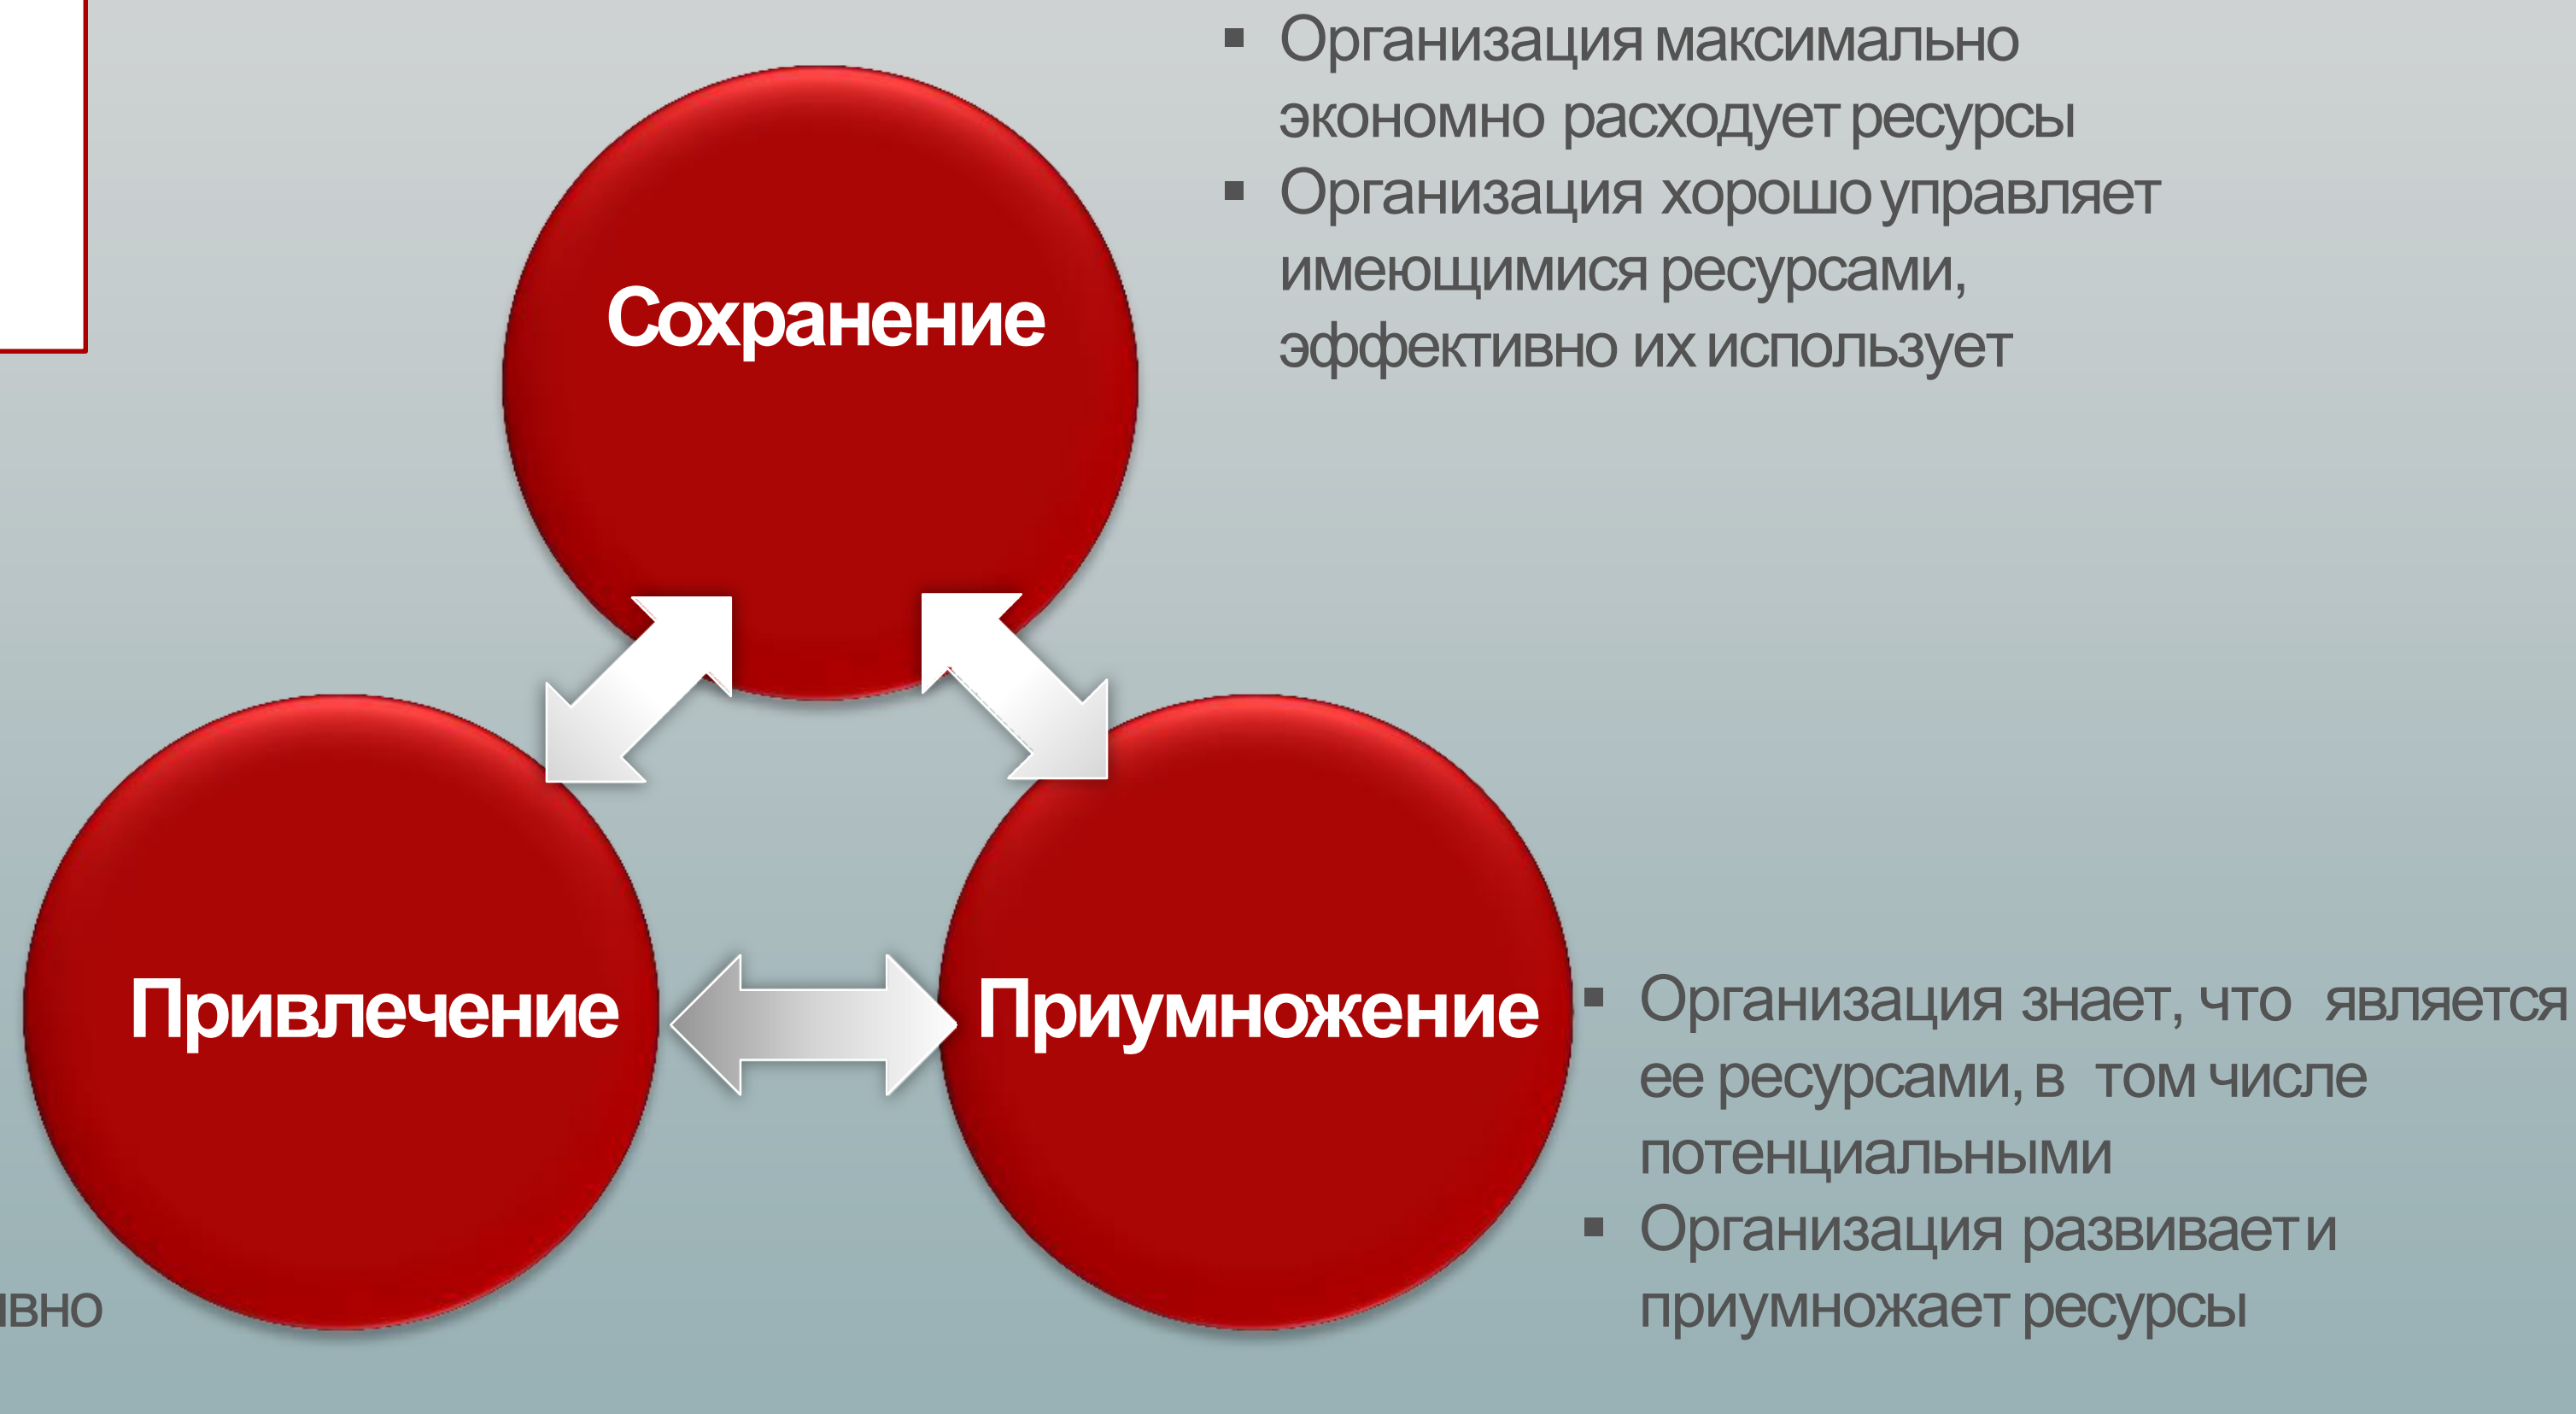 Организация максимально
экономно расходует ресурсы
Организация хорошо управляет
имеющимися ресурсами,
эффективно их использует
Сохранение
Привлечение
Приумножение
Организация знает, что является
ее ресурсами, в том числе
потенциальными
Организация развивает и
приумножает ресурсы